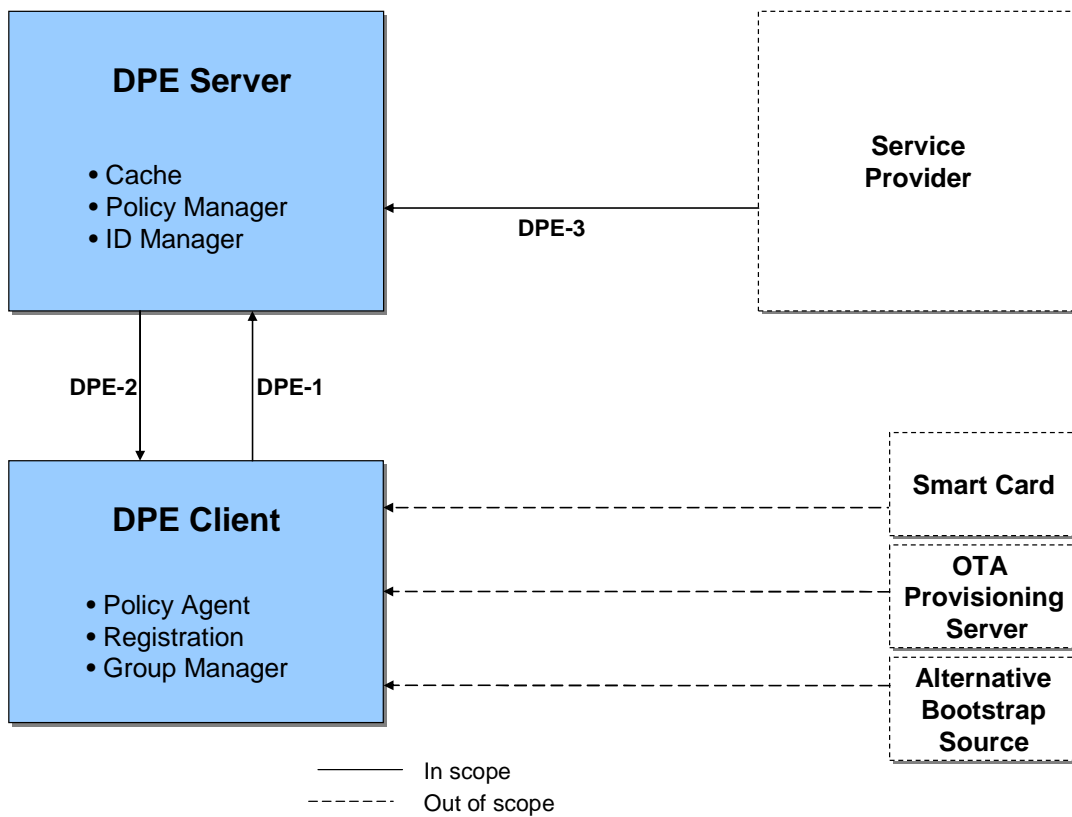 DPE Server
• Cache
• Policy Manager
• ID Manager
Service
Provider
DPE-3
DPE-2
DPE-1
DPE Client
• Policy Agent
• Registration
• Group Manager
Smart Card
OTA
Provisioning
Server
Alternative
Bootstrap
Source
In scope
Out of scope